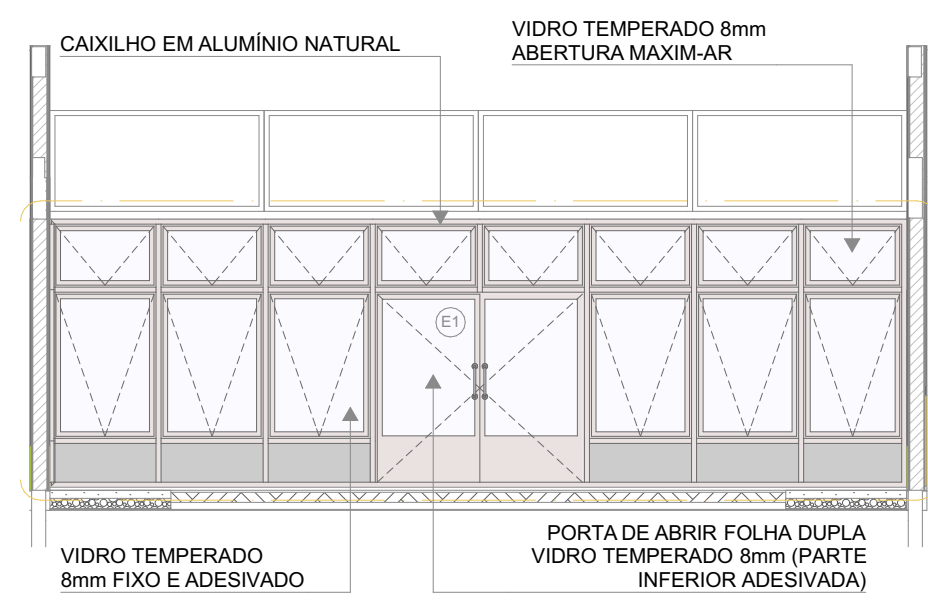 CAIXILHO EM ALUMÍNIO NATURAL
VIDRO TEMPERADO 8mm
ABERTURA MAXIM-AR
E1
VIDRO TEMPERADO
8mm FIXO E ADESIVADO
PORTA DE ABRIR FOLHA DUPLA
VIDRO TEMPERADO 8mm (PARTE
INFERIOR ADESIVADA)